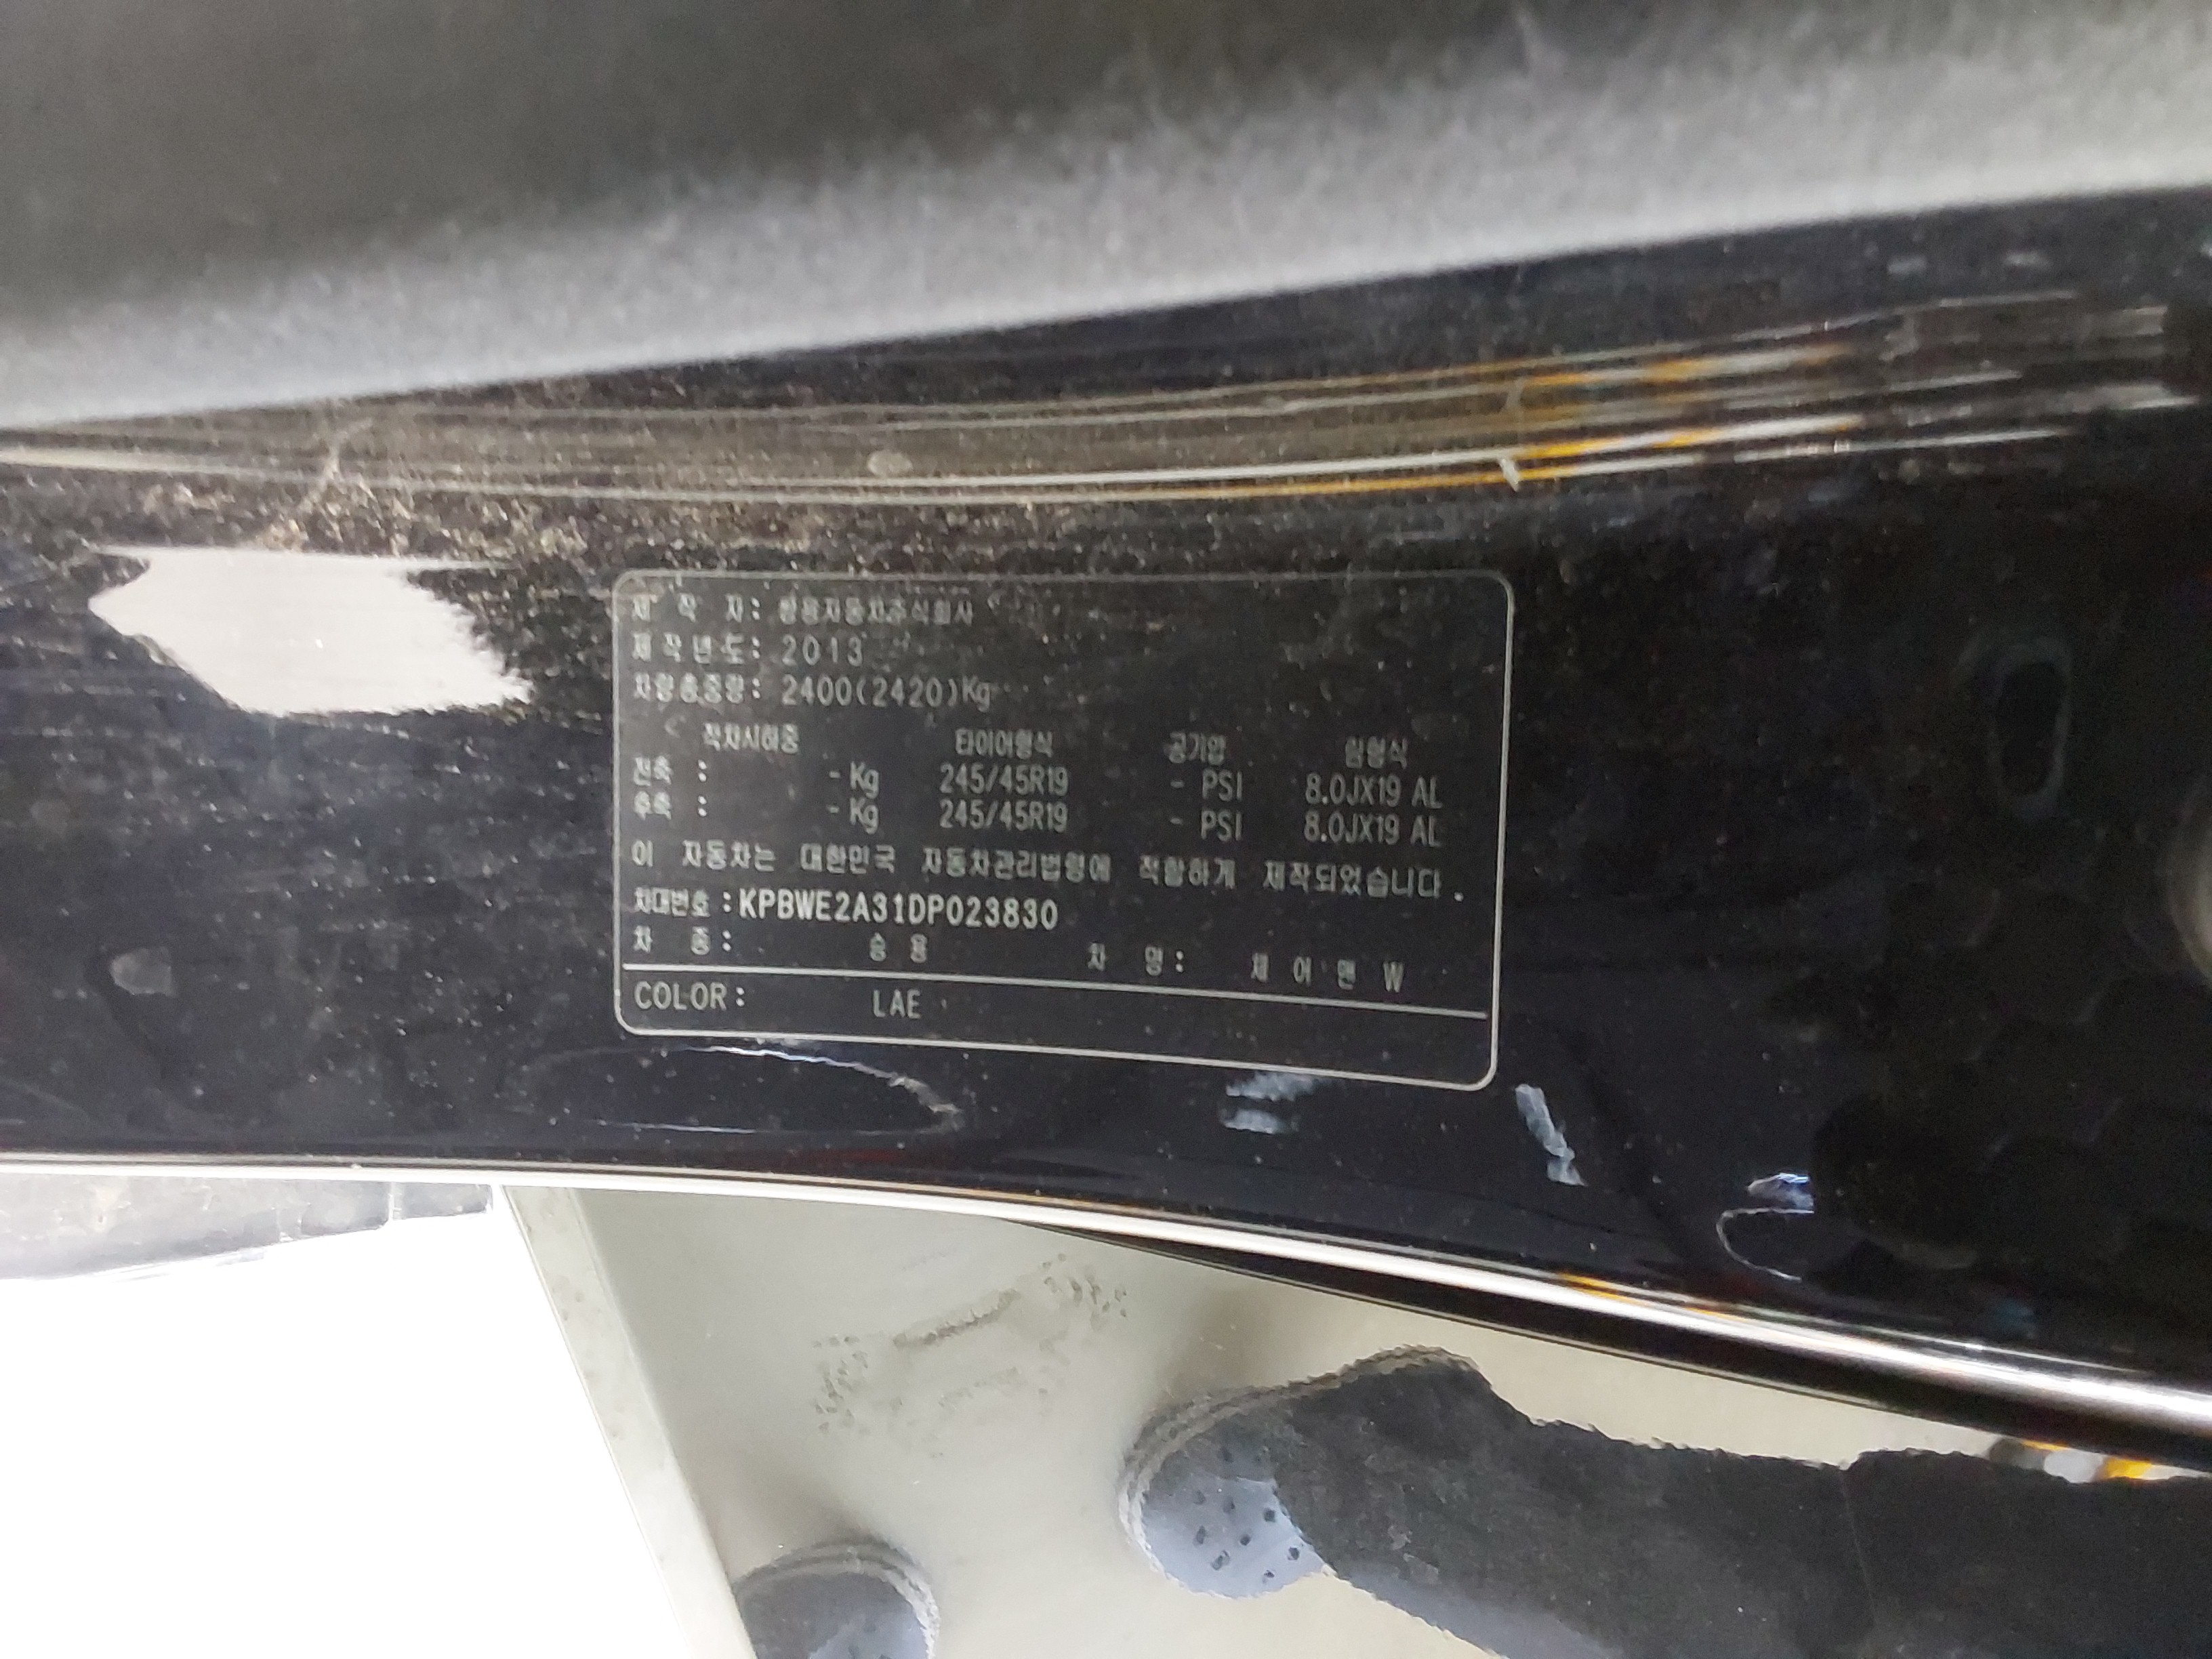 제 작 자: 쌍용자동차주식회사
제작년도: 2013
차량총중량: 2400(2420)Kg
적차시하중 타이어형식 공기압 림형식
전축 : - Kg 245/45R19 - PSI 8.0JX19 AL
후축 : - Kg 245/45R19 - PSI 8.0JX19 AL
이 자동차는 대한민국 자동차관리법령에 적합하게 제작되었습니다.
차대번호 :KPBWE2A31DP023830
차 종: 승 용 차 명: 체 어 맨 W
COLOR: LAE